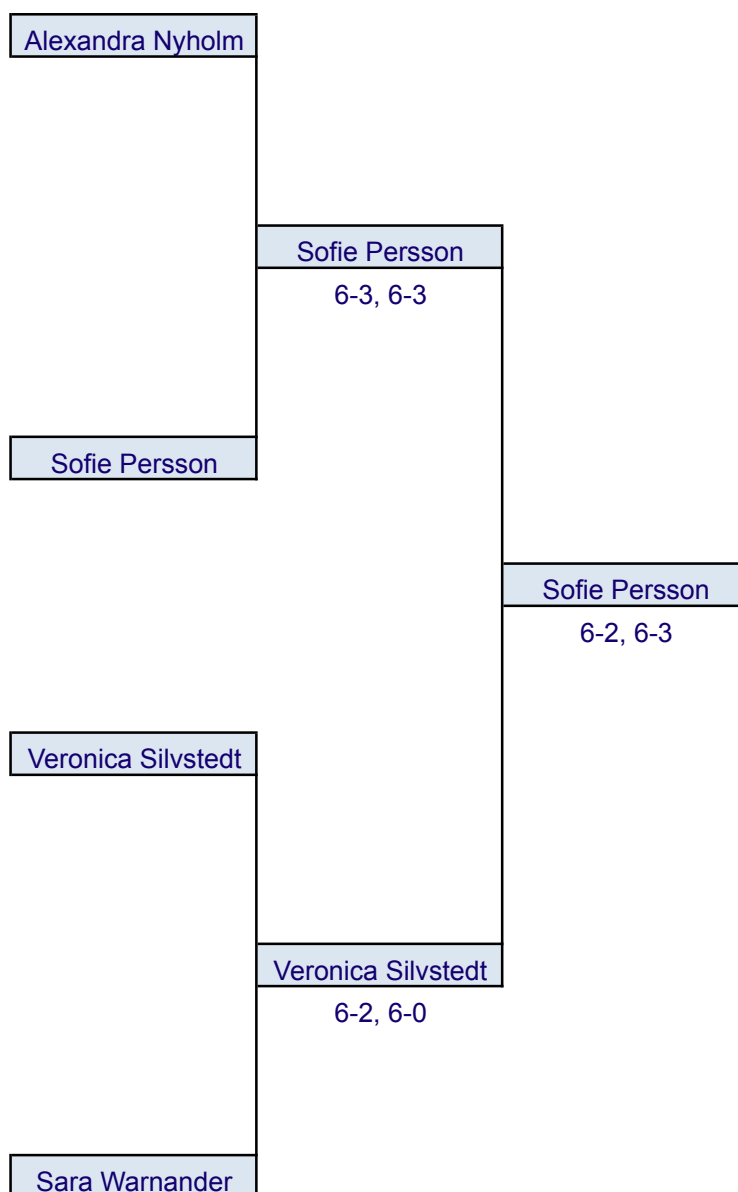 Alexandra Nyholm
Sofie Persson
6-3, 6-3
Sofie Persson
Sofie Persson
6-2, 6-3
Veronica Silvstedt
Veronica Silvstedt
6-2, 6-0
Sara Warnander